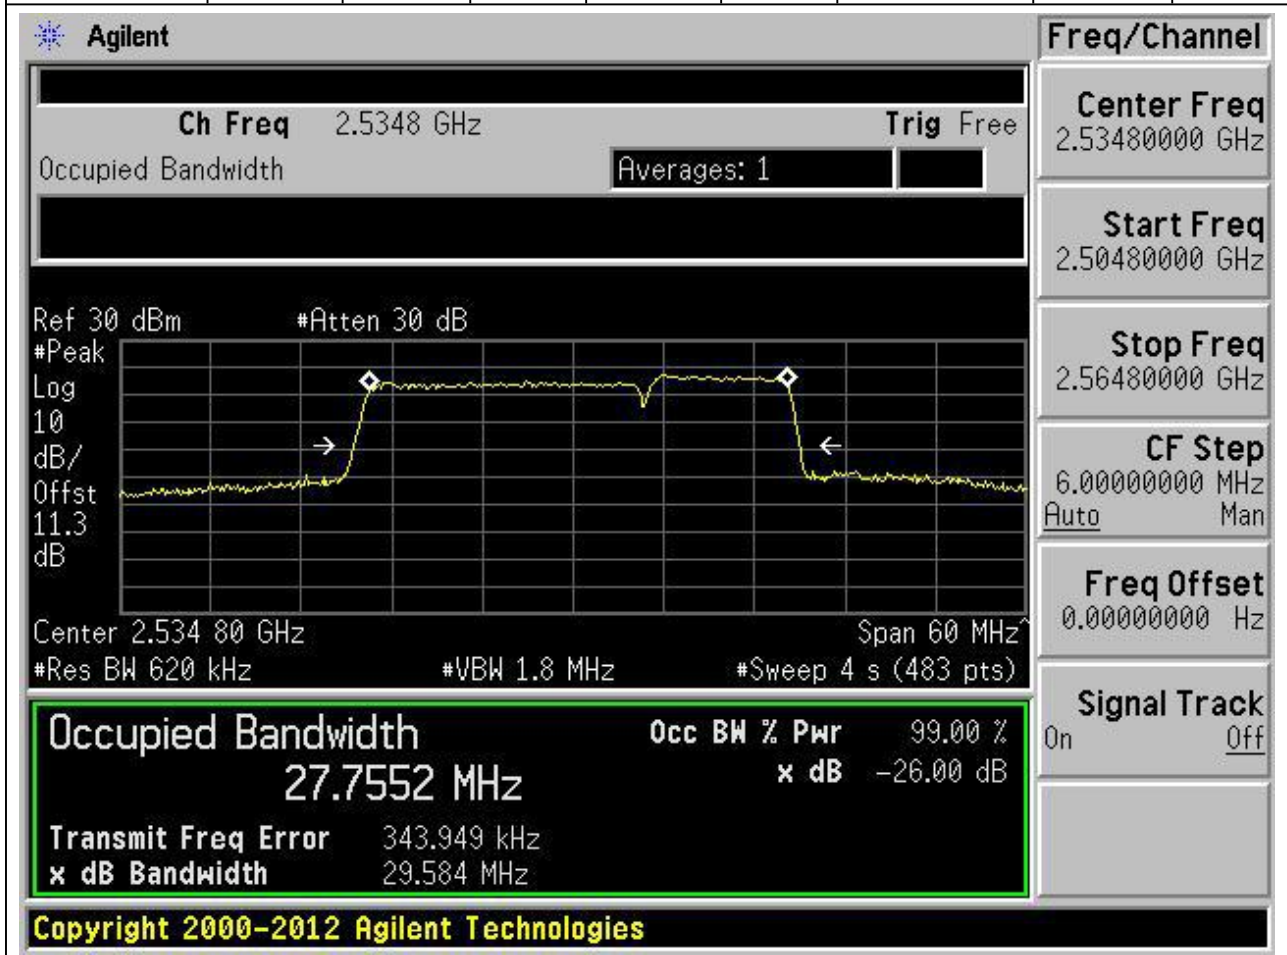 Agilent
Freq/Channel
Ch Freq 2.5348 GHz Trig Free
Occupied Bandwidth Averages: 1
Center Freq
2.53480000 GHz
Start Freq
2.50480000 GHz
Stop Freq
2.56480000 GHz
CF Step
6.00000000 MHz
Auto Man
Freq Offset
0.00000000 Hz
Signal Track
On Off
Ref 30 dBm #Atten 30 dB
#Peak
Log
10
dB/
Offst
11.3
dB
Center 2.534 80 GHz Span 60 MHz^
#Res BW 620 kHz #VBW 1.8 MHz #Sweep 4 s (483 pts)
Occupied Bandwidth Occ BW % Pwr 99.00 %
27.7552 MHz x dB -26.00 dB
Transmit Freq Error 343.949 kHz
x dB Bandwidth 29.584 MHz
Copyright 2000-2012 Agilent Technologies